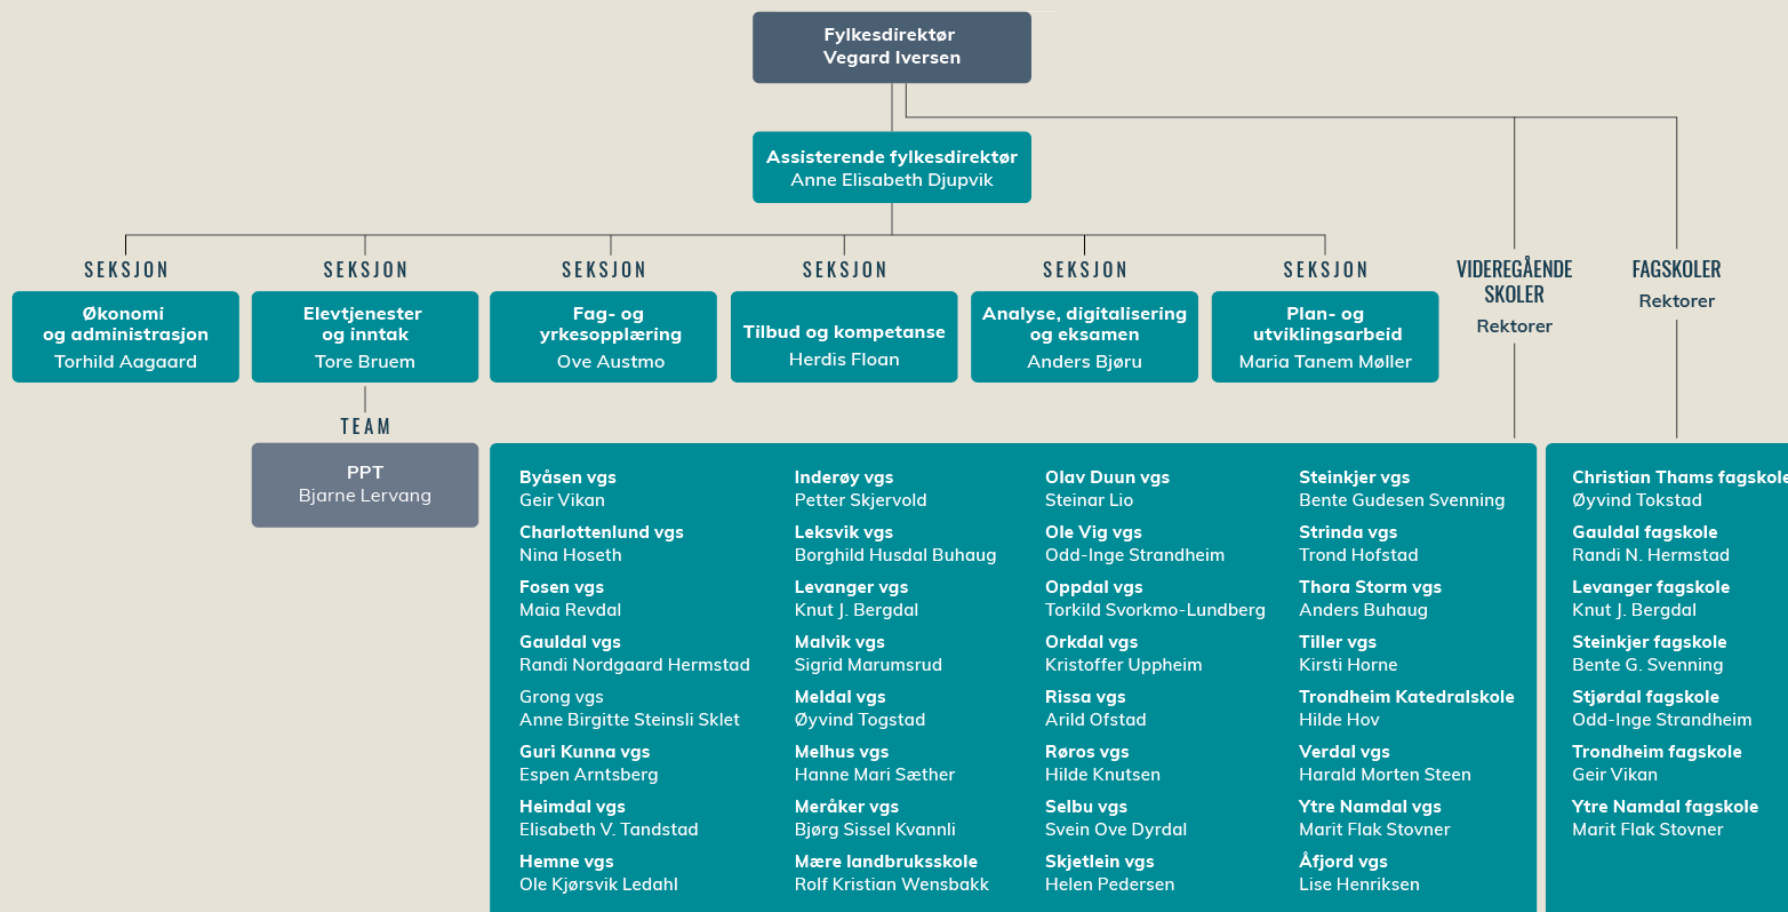 Fylkesdirektør
Vegard Iversen
Assisterende fylkesdirektør
Anne Elisabeth Djupvik
SEKSJON
Økonomi
og administrasjon
Torhild Aagaard
SEKSJON
Elevtjenester
og inntak
Tore Bruem
SEKSJON
Fag- og
yrkesopplæring
Ove Austmo
SEKSJON
Tilbud og kompetanse
Herdis Floan
SEKSJON
Analyse, digitalisering
og eksamen
Anders Bjøru
SEKSJON
Plan- og
utviklingsarbeid
Maria Tanem Møller
VIDEREGÅENDE
SKOLER
Rektorer
FAGSKOLER
Rektorer
TEAM
PPT
Bjarne Lervang
Byåsen vgs
Geir Vikan
Charlottenlund vgs
Nina Hoseth
Fosen vgs
Maia Revdal
Gauldal vgs
Randi Nordgaard Hermstad
Grong vgs
Anne Birgitte Steinsli Sklet
Guri Kunna vgs
Espen Arntsberg
Heimdal vgs
Elisabeth V. Tandstad
Hemne vgs
Ole Kjørsvik Ledahl
Inderøy vgs
Petter Skjervold
Leksvik vgs
Borghild Husdal Buhaug
Levanger vgs
Knut J. Bergdal
Malvik vgs
Sigrid Marumsrud
Meldal vgs
Øyvind Togstad
Melhus vgs
Hanne Mari Sæther
Meråker vgs
Bjørg Sissel Kvannli
Mære landbruksskole
Rolf Kristian Wensbakk
Olav Duun vgs
Steinar Lio
Ole Vig vgs
Odd-Inge Strandheim
Oppdal vgs
Torkild Svorkmo-Lundberg
Orkdal vgs
Kristoffer Uppheim
Rissa vgs
Arild Ofstad
Røros vgs
Hilde Knutsen
Selbu vgs
Svein Ove Dyrdal
Skjetlein vgs
Helen Pedersen
Steinkjer vgs
Bente Gudesen Svenning
Strinda vgs
Trond Hofstad
Thora Storm vgs
Anders Buhaug
Tiller vgs
Kirsti Horne
Trondheim Katedralskole
Hilde Hov
Verdal vgs
Harald Morten Steen
Ytre Namdal vgs
Marit Flak Stovner
Åfjord vgs
Lise Henriksen
Christian Thams fagskole
Øyvind Tokstad
Gauldal fagskole
Randi N. Hermstad
Levanger fagskole
Knut J. Bergdal
Steinkjer fagskole
Bente G. Svenning
Stjørdal fagskole
Odd-Inge Strandheim
Trondheim fagskole
Geir Vikan
Ytre Namdal fagskole
Marit Flak Stovner